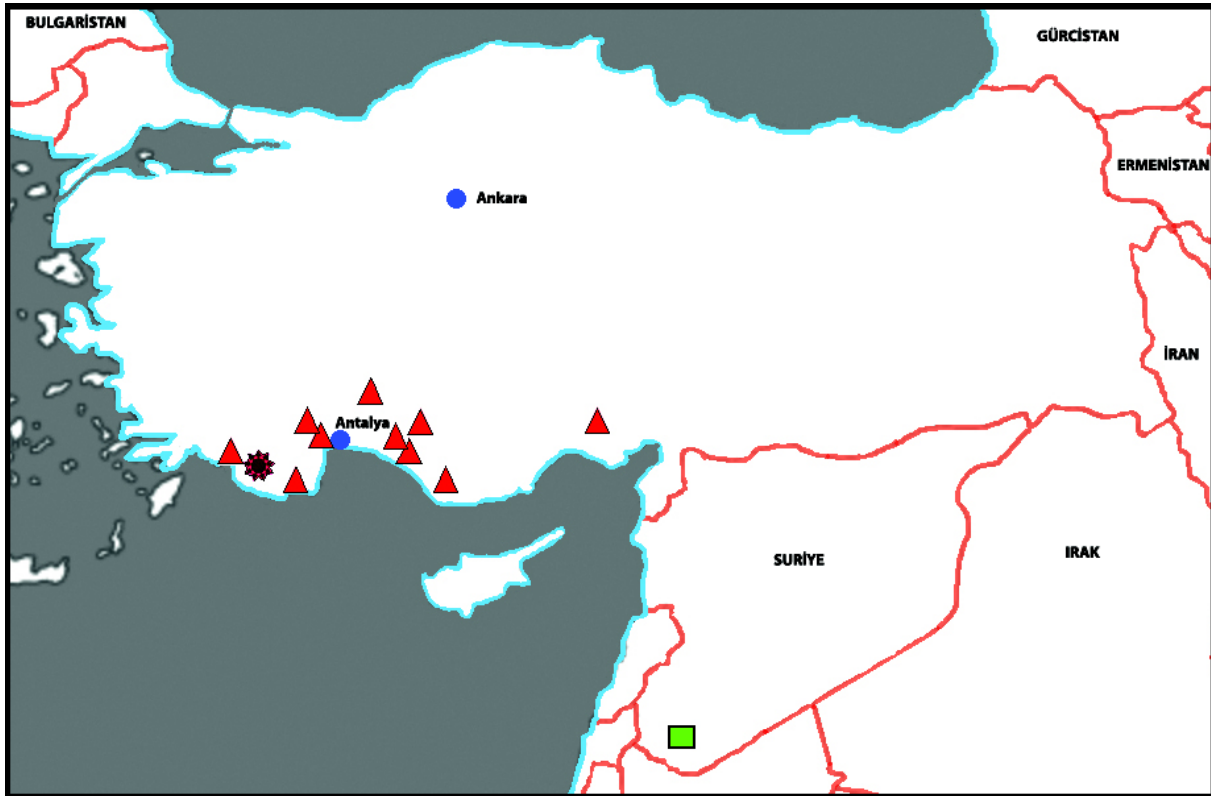 BULGARİSTAN
GÜRCİSTAN
ERMENİSTAN
Ankara
İRAN
Antalya
SURİYE
IRAK